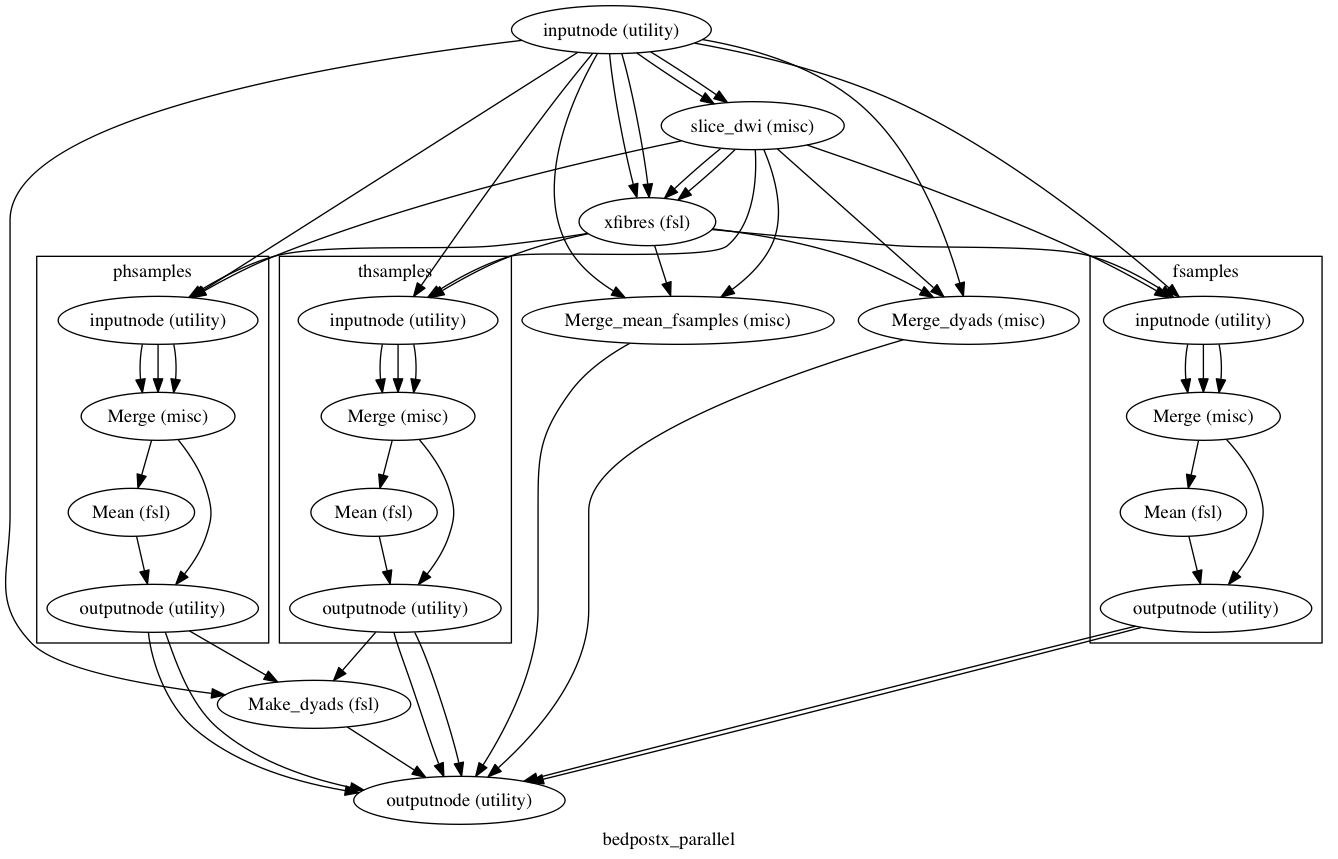 inputnode (utility)
slice_dwi (misc)
xfibres (fsl)
phsamples
thsamples
fsamples
inputnode (utility)
inputnode (utility)
Merge_mean_fsamples (misc)
Merge_dyads (misc)
inputnode (utility)
Merge (misc)
Merge (misc)
Merge (misc)
Mean (fsl)
Mean (fsl)
Mean (fsl)
outputnode (utility)
outputnode (utility)
outputnode (utility)
Make_dyads (fsl)
outputnode (utility)
bedpostx_parallel